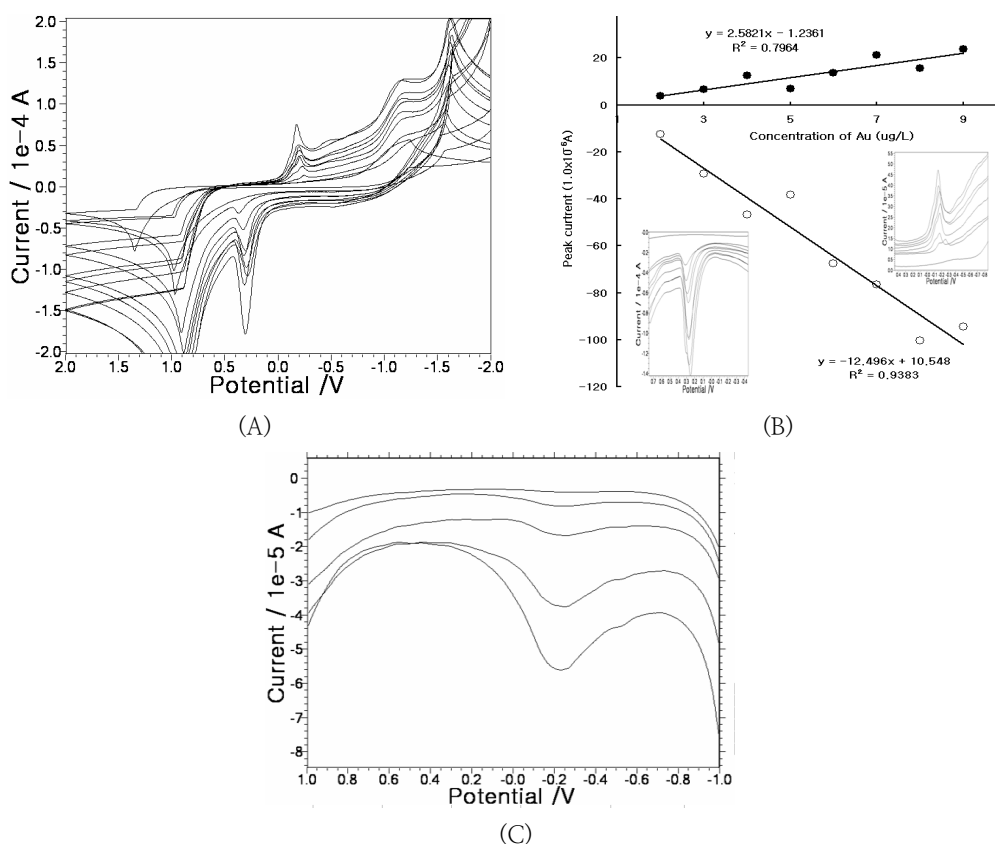 2.0
1.5
1.0
0.5
0.0
-0.5
-1.0
-1.5
-2.0
Current / 1e-4 A
2.0 1.5 1.0 0.5 0.0 -0.5 -1.0 -1.5 -2.0
Potential /V
(A)
y = 2.5821x - 1.2361
R² = 0.7964
20
0
-20
-40
-60
-80
-100
-120
3 5 7 9
Concentration of Au (ug/L)
Peak curtrent (1.0x10⁻⁶A)
Current / 1e-4 A
Potential /V
Current / 1e-5 A
Potential /V
y = -12,496x + 10,548
R² = 0,9383
(B)
0
-1
-2
-3
-4
-5
-6
-7
-8
Current / 1e-5 A
1.0 0.8 0.6 0.4 0.2 -0.0 -0.2 -0.4 -0.6 -0.8 -1.0
Potential /V
(C)